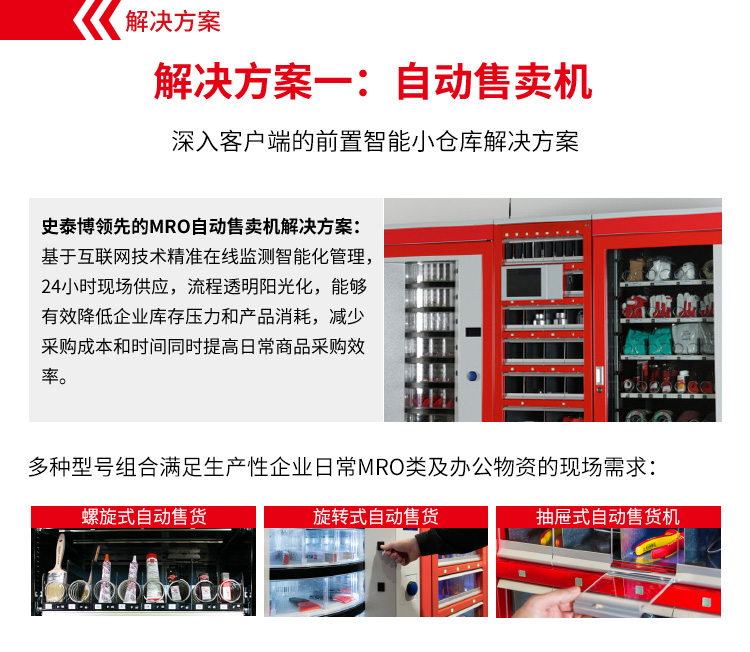 解决方案
解决方案一：自动售卖机
深入客户端的前置智能小仓库解决方案
史泰博领先的MRO自动售卖机解决方案：
基于互联网技术精准在线监测智能化管理，
24小时现场供应，流程透明阳光化，能够
有效降低企业库存压力和产品消耗，减少
采购成本和时间同时提高日常商品采购效
率。
多种型号组合满足生产性企业日常MRO类及办公物资的现场需求：
螺旋式自动售货
旋转式自动售货
抽屉式自动售货机